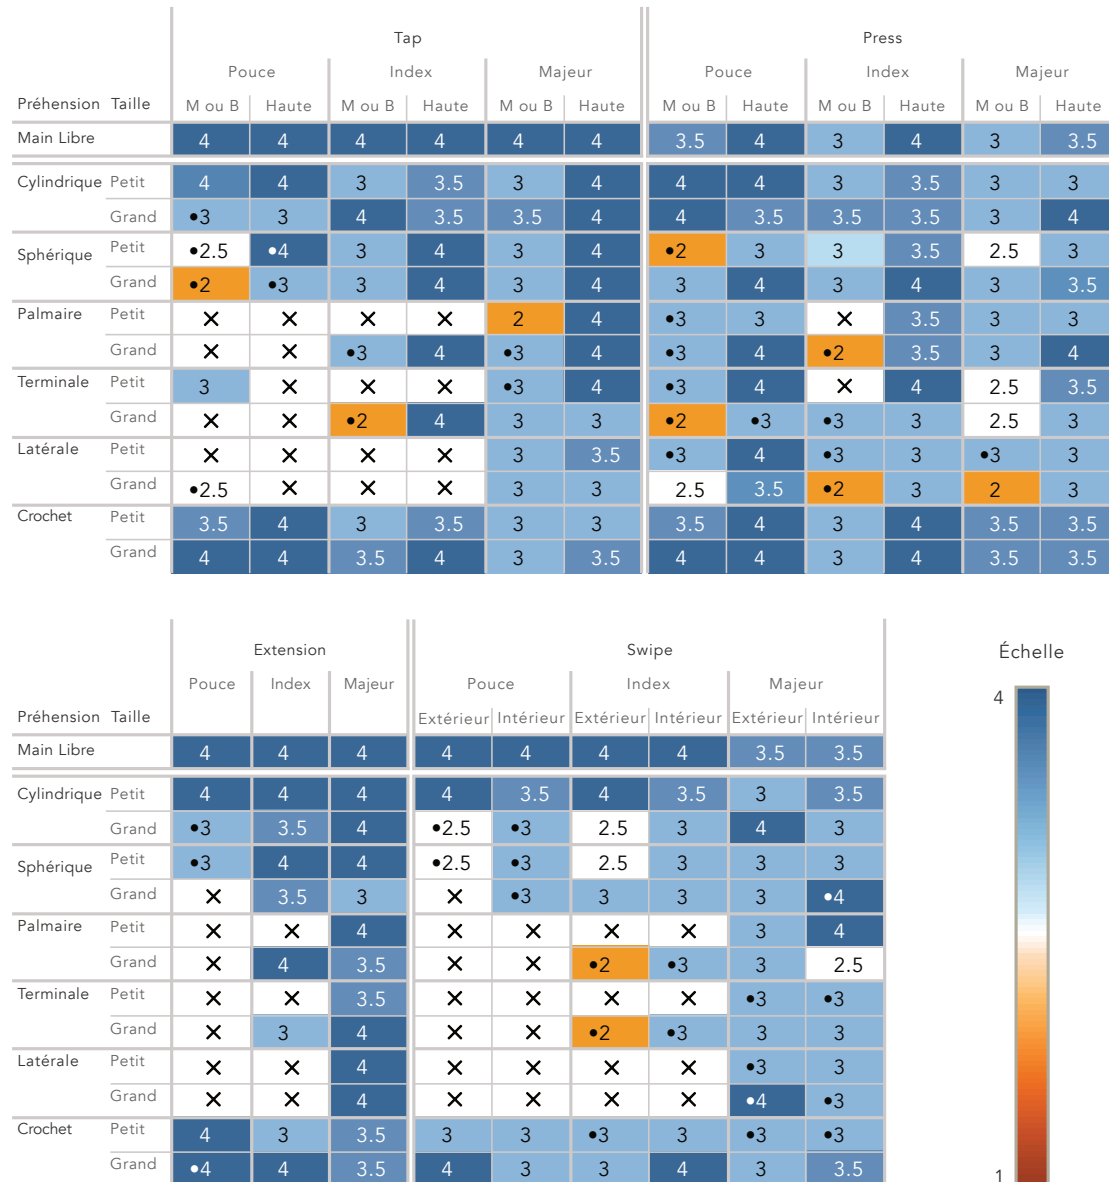 Tap Press
Pouce Index Majeur Pouce Index Majeur
Préhension Taille M ou B Haute M ou B Haute M ou B Haute M ou B Haute M ou B Haute M ou B Haute
Main Libre 4 4 4 4 4 4 3.5 4 3 4 3 3.5
Cylindrique Petit 4 4 3 3.5 3 4 4 4 3 3.5 3 3
Grand •3 3 4 3.5 3.5 4 4 3.5 3.5 3.5 3 4
Sphérique Petit •2.5 •4 3 4 3 4 •2 3 3 3.5 2.5 3
Grand •2 •3 3 4 3 4 3 4 3 4 3 3.5
Palmaire Petit × × × × 2 4 •3 3 × 3.5 3 3
Grand × × •3 4 •3 4 •3 4 •2 3.5 3 4
Terminale Petit 3 × × × •3 4 •3 4 × 4 2.5 3.5
Grand × × •2 4 3 3 •2 •3 •3 3 2.5 3
Latérale Petit × × × × 3 3.5 •3 4 •3 3 •3 3
Grand •2.5 × × × 3 3 2.5 3.5 •2 3 2 3
Crochet Petit 3.5 4 3 3.5 3 3 3.5 4 3 4 3.5 3.5
Grand 4 4 3.5 4 3 3.5 4 4 3 4 3.5 3.5
Extension Swipe Échelle
Pouce Index Majeur Pouce Index Majeur
4
Préhension Taille Extérieur Intérieur Extérieur Intérieur Extérieur Intérieur
Main Libre 4 4 4 4 4 4 4 3.5 3.5
Cylindrique Petit 4 4 4 4 3.5 4 3.5 3 3.5
Grand •3 3.5 4 •2.5 •3 2.5 3 4 3
Sphérique Petit •3 4 4 •2.5 •3 2.5 3 3 3
Grand × 3.5 3 × •3 3 3 3 •4
Palmaire Petit × × 4 × × × × 3 4
Grand × 4 3.5 × × •2 •3 3 2.5
Terminale Petit × × 3.5 × × × × •3 •3
Grand × 3 4 × × •2 •3 3 3
Latérale Petit × × 4 × × × × •3 3
Grand × × 4 × × × × •4 •3
Crochet Petit 4 3 3.5 3 3 •3 3 •3 •3
Grand •4 4 3.5 4 3 3 4 3 3.5
1